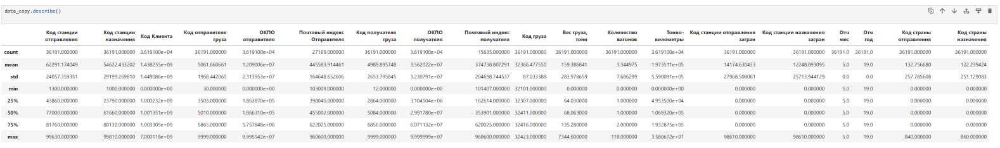 data_copy.describe()
Код станции отправления Код станции назначения Код Клиента Код отправителя груза ОКПО отправителя Почтовый индекс Отправителя Код получателя груза ОКПО получателя Почтовый индекс получателя Код груза Вес груза, тонн Количество вагонов Тонно-километры Код станции отправления загран Код станции назначения загран Отч мес Отч год Код страны отправления Код страны назначения
count 36191.000000 36191.000000 3.619100e+04 36191.000000 3.619100e+04 27169.000000 36191.000000 3.619100e+04 15635.000000 36191.000000 36191.000000 36191.000000 3.619100e+04 36191.000000 36191.000000 36191.0 36191.0 36191.000000 36191.000000
mean 62291.174049 54622.433202 1.438255e+09 5061.660661 1.209006e+07 445583.914461 4989.895748 3.562022e+07 374738.807291 32366.477550 159.386841 3.344975 1.973511e+05 14174.630433 12248.893095 5.0 19.0 132.756680 122.239424
std 24057.359351 29199.269810 1.449086e+09 1968.442065 2.313953e+07 164648.652606 2653.795845 3.230791e+07 204698.744537 87.033388 283.978659 7.686299 5.590091e+05 27968.508061 25713.944129 0.0 0.0 257.785608 251.129083
min 1300.000000 1000.000000 0.000000e+00 30.000000 0.000000e+00 103009.000000 12.000000 0.000000e+00 101407.000000 32101.000000 0.000000 0.000000 0.000000e+00 0.000000 0.000000 5.0 19.0 0.000000 0.000000
25% 43860.000000 23790.000000 1.000232e+09 3503.000000 1.863870e+05 398040.000000 2864.000000 3.104504e+06 162614.000000 32307.000000 64.030000 1.000000 4.953500e+04 0.000000 0.000000 5.0 19.0 0.000000 0.000000
50% 77000.000000 61660.000000 1.001351e+09 5010.000000 1.866310e+05 455002.000000 5084.000000 2.991780e+07 353901.000000 32411.000000 68.063000 1.000000 1.069320e+05 0.000000 0.000000 5.0 19.0 0.000000 0.000000
75% 81760.000000 80130.000000 1.003305e+09 5865.000000 5.757848e+06 622025.000000 6856.000000 6.071132e+07 620025.000000 32416.000000 135.280000 2.000000 1.932875e+05 0.000000 0.000000 5.0 19.0 0.000000 0.000000
max 99630.000000 99810.000000 7.000118e+09 9999.000000 9.995542e+07 960600.000000 9999.000000 9.999999e+07 960600.000000 32423.000000 7344.600000 118.000000 3.580672e+07 98610.000000 98610.000000 5.0 19.0 840.000000 860.000000